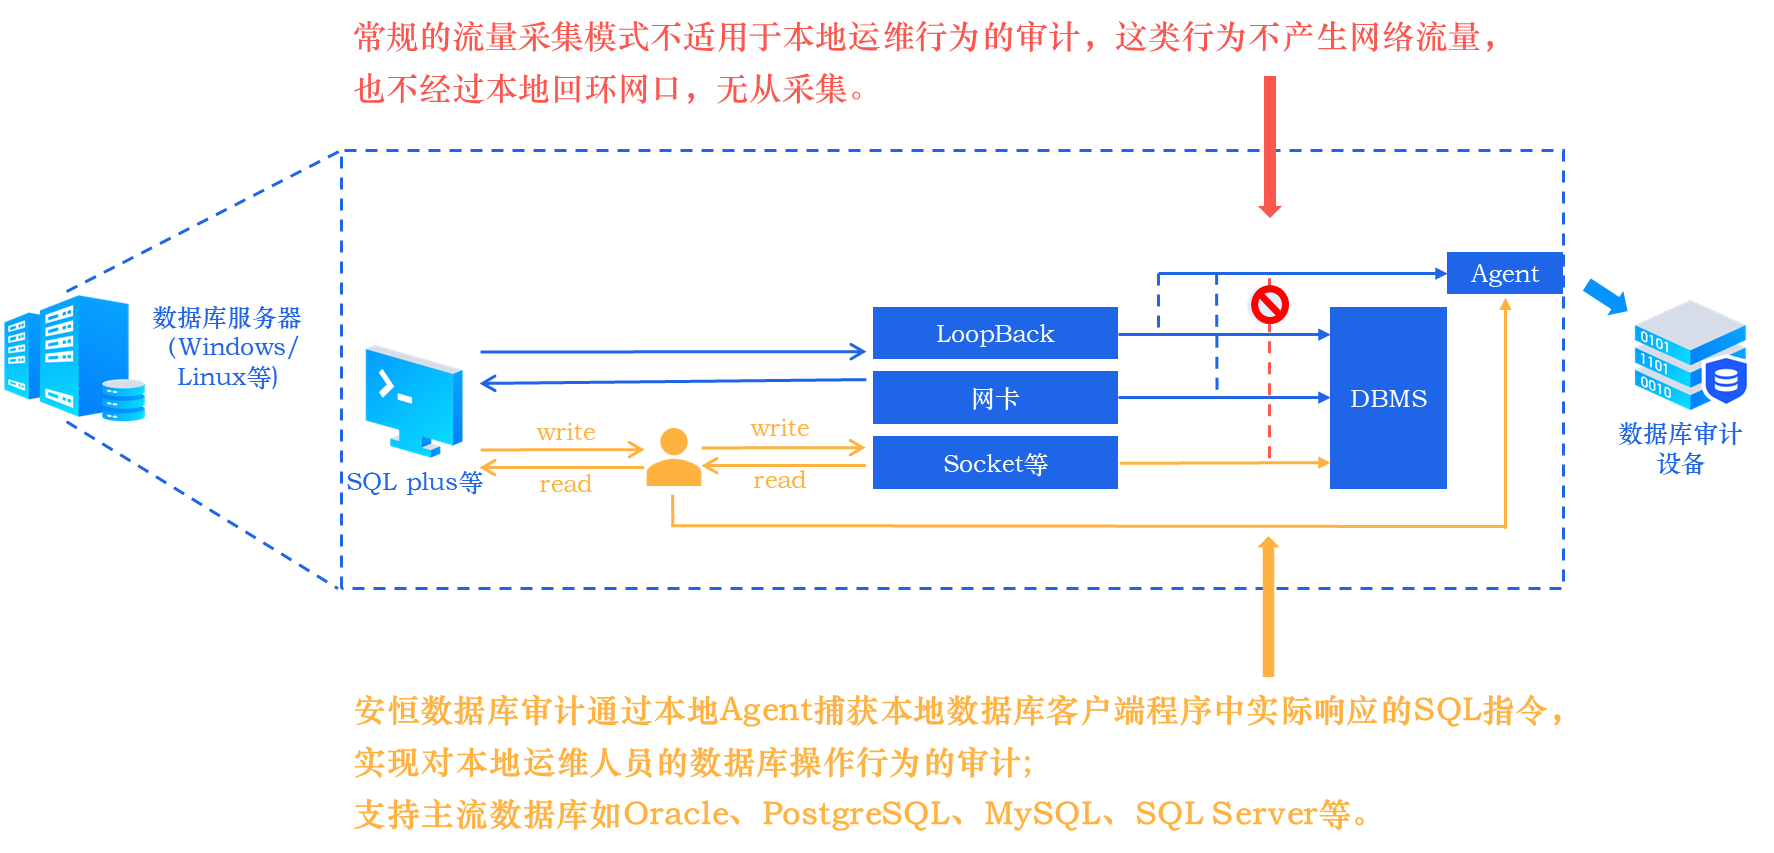 常规的流量采集模式不适用于本地运维行为的审计，这类行为不产生网络流量，
也不经过本地回环网口，无从采集。
数据库服务器
（Windows/
Linux等）
SQL plus等
write
read
write
read
LoopBack
网卡
Socket等
DBMS
Agent
0101
1101
0010
数据库审计
设备
安恒数据库审计通过本地Agent捕获本地数据库客户端程序中实际响应的SQL指令，
实现对本地运维人员的数据库操作行为的审计；
支持主流数据库如Oracle、PostgreSQL、MySQL、SQL Server等。